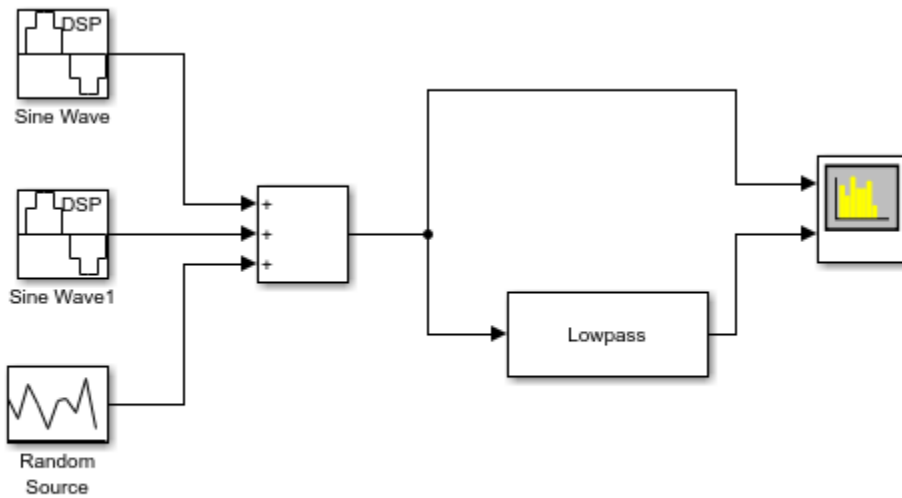 DSP
Sine Wave
DSP
Sine Wave1
+
+
+
Lowpass
Random
Source